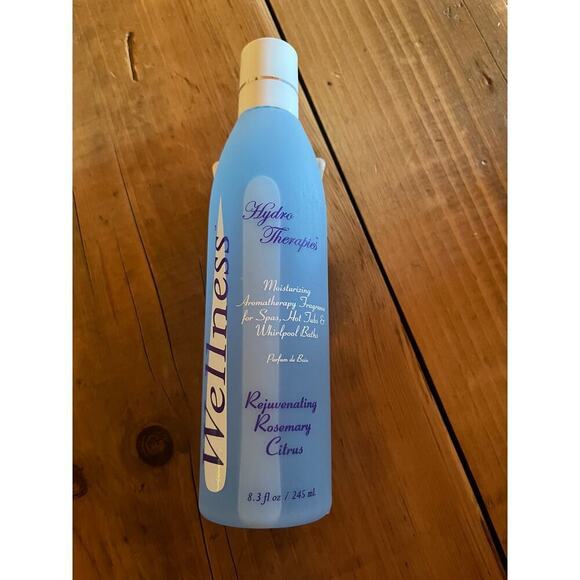 Wellness
Hydro
Therapies™
Moisturizing
Aromatherapy Fragrance
for Spas, Hot Tubs &
Whirlpool Baths
Parfum de Bain
Rejuvenating
Rosemary
Citrus
8.3 fl oz / 245 mL